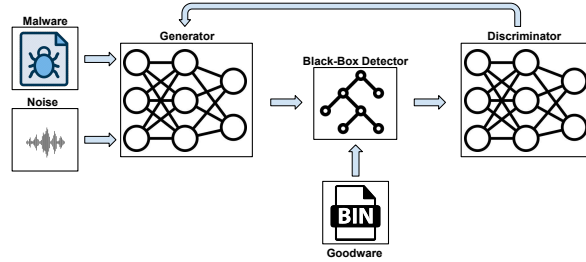 Malware
Generator
Discriminator
Black-Box Detector
Noise
BIN
Goodware